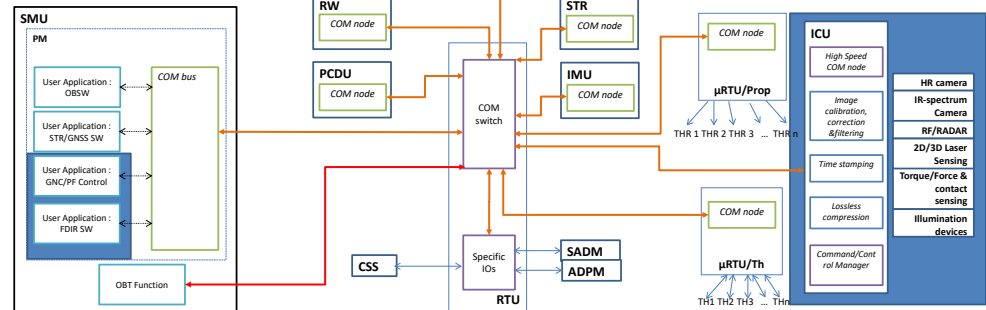 SMU
PM
User Application :
OBSW
User Application :
STR/GNSS SW
User Application :
GNC/PF Control
User Application :
FDIR SW
COM bus
OBT Function
RW
COM node
PCDU
COM node
CSS
COM
switch
Specific
IOs
RTU
STR
COM node
IMU
COM node
SADM
ADPM
COM node
µRTU/Prop
THR 1 THR 2 THR 3 ... THR n
COM node
µRTU/Th
TH1 TH2 TH3 ... THn
ICU
High Speed
COM node
Image
calibration,
correction
&filtering
Time stamping
Lossless
compression
Command/Cont
rol Manager
HR camera
IR-spectrum
Camera
RF/RADAR
2D/3D Laser
Sensing
Torque/Force &
contact
sensing
Illumination
devices